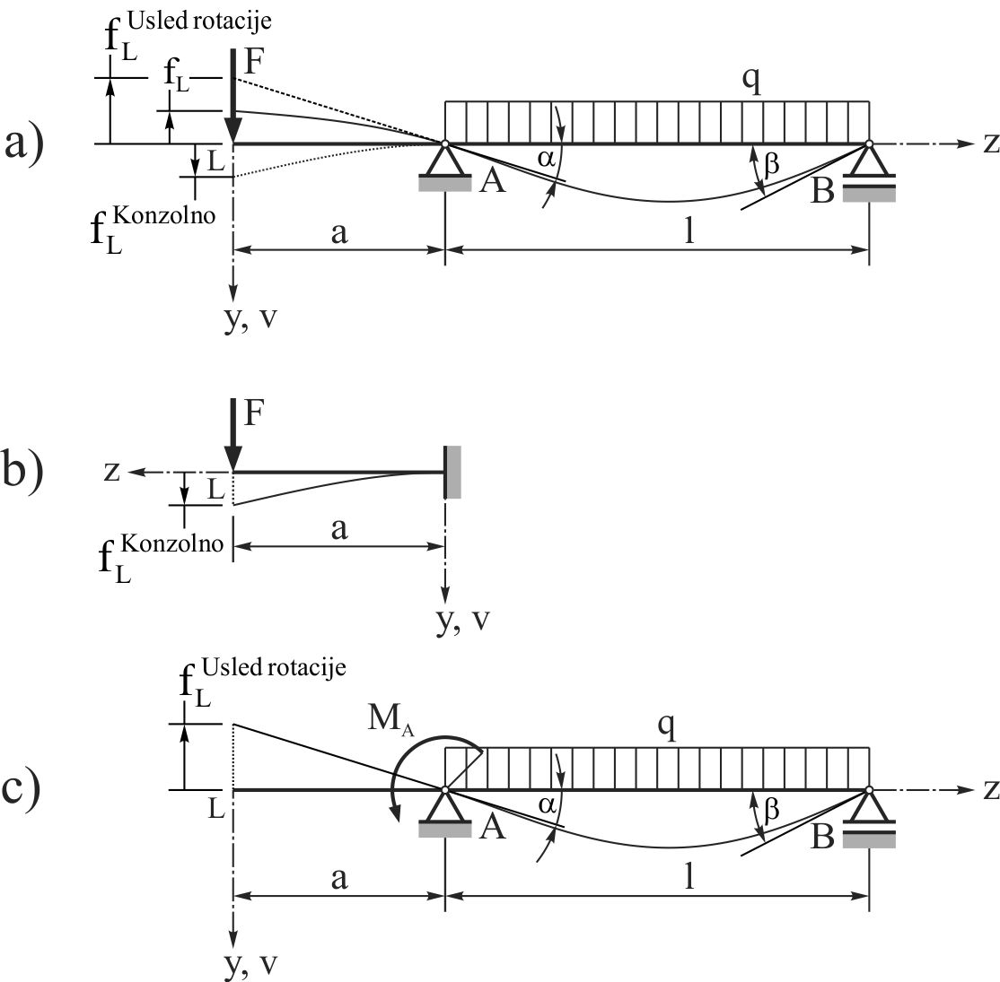 a)
f_L Usled rotacije
f_L
F
q
z
L
α
A
β
B
f_L Konzolno
a
l
y, v
b)
F
z
L
f_L Konzolno
a
y, v
c)
f_L Usled rotacije
M_A
q
z
L
α
A
β
B
a
l
y, v